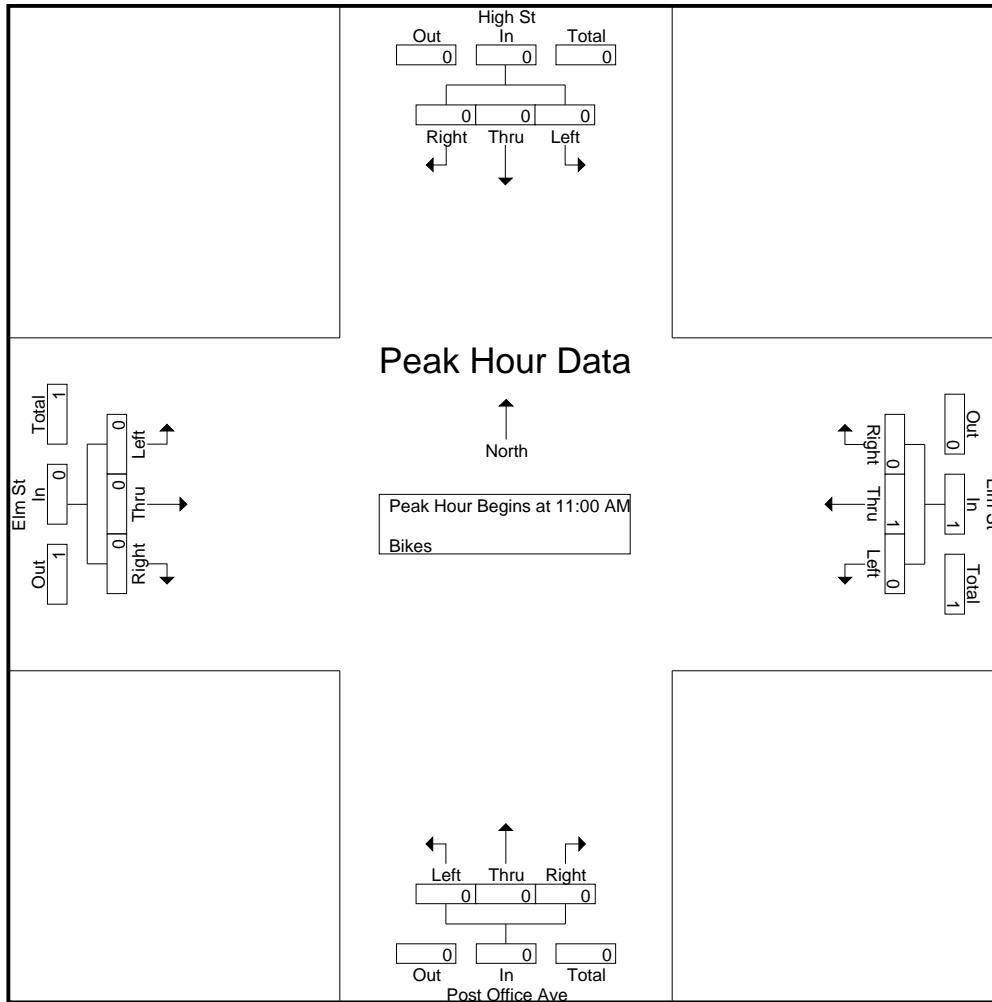 High St
Out In Total
0 0 0
0 0 0
Right Thru Left
Peak Hour Data
North
Peak Hour Begins at 11:00 AM
Bikes
Elm St
Total In Out
1 0 1
0 0 0
Left Thru Right
Elm St
Out In Total
0 1 1
0 1 0
Right Thru Left
Left Thru Right
0 0 0
0 0 0
Out In Total
Post Office Ave